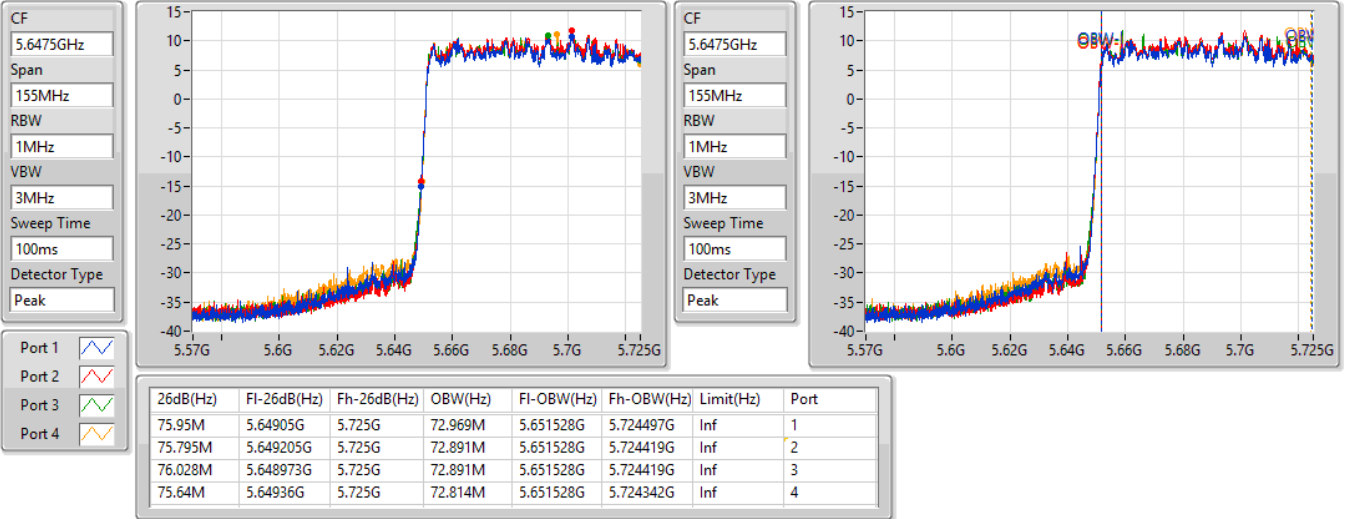 CF
5.6475GHz
Span
155MHz
RBW
1MHz
VBW
3MHz
Sweep Time
100ms
Detector Type
Peak
15
10
5
0
-5
-10
-15
-20
-25
-30
-35
-40
5.57G 5.6G 5.62G 5.64G 5.66G 5.68G 5.7G 5.725G
CF
5.6475GHz
Span
155MHz
RBW
1MHz
VBW
3MHz
Sweep Time
100ms
Detector Type
Peak
15
10
5
0
-5
-10
-15
-20
-25
-30
-35
-40
OBW-
OBW
5.57G 5.6G 5.62G 5.64G 5.66G 5.68G 5.7G 5.725G
Port 1
Port 2
Port 3
Port 4
26dB(Hz) Fl-26dB(Hz) Fh-26dB(Hz) OBW(Hz) Fl-OBW(Hz) Fh-OBW(Hz) Limit(Hz) Port
75.95M 5.64905G 5.725G 72.969M 5.651528G 5.724497G Inf 1
75.795M 5.649205G 5.725G 72.891M 5.651528G 5.724419G Inf 2
76.028M 5.648973G 5.725G 72.891M 5.651528G 5.724419G Inf 3
75.64M 5.64936G 5.725G 72.814M 5.651528G 5.724342G Inf 4